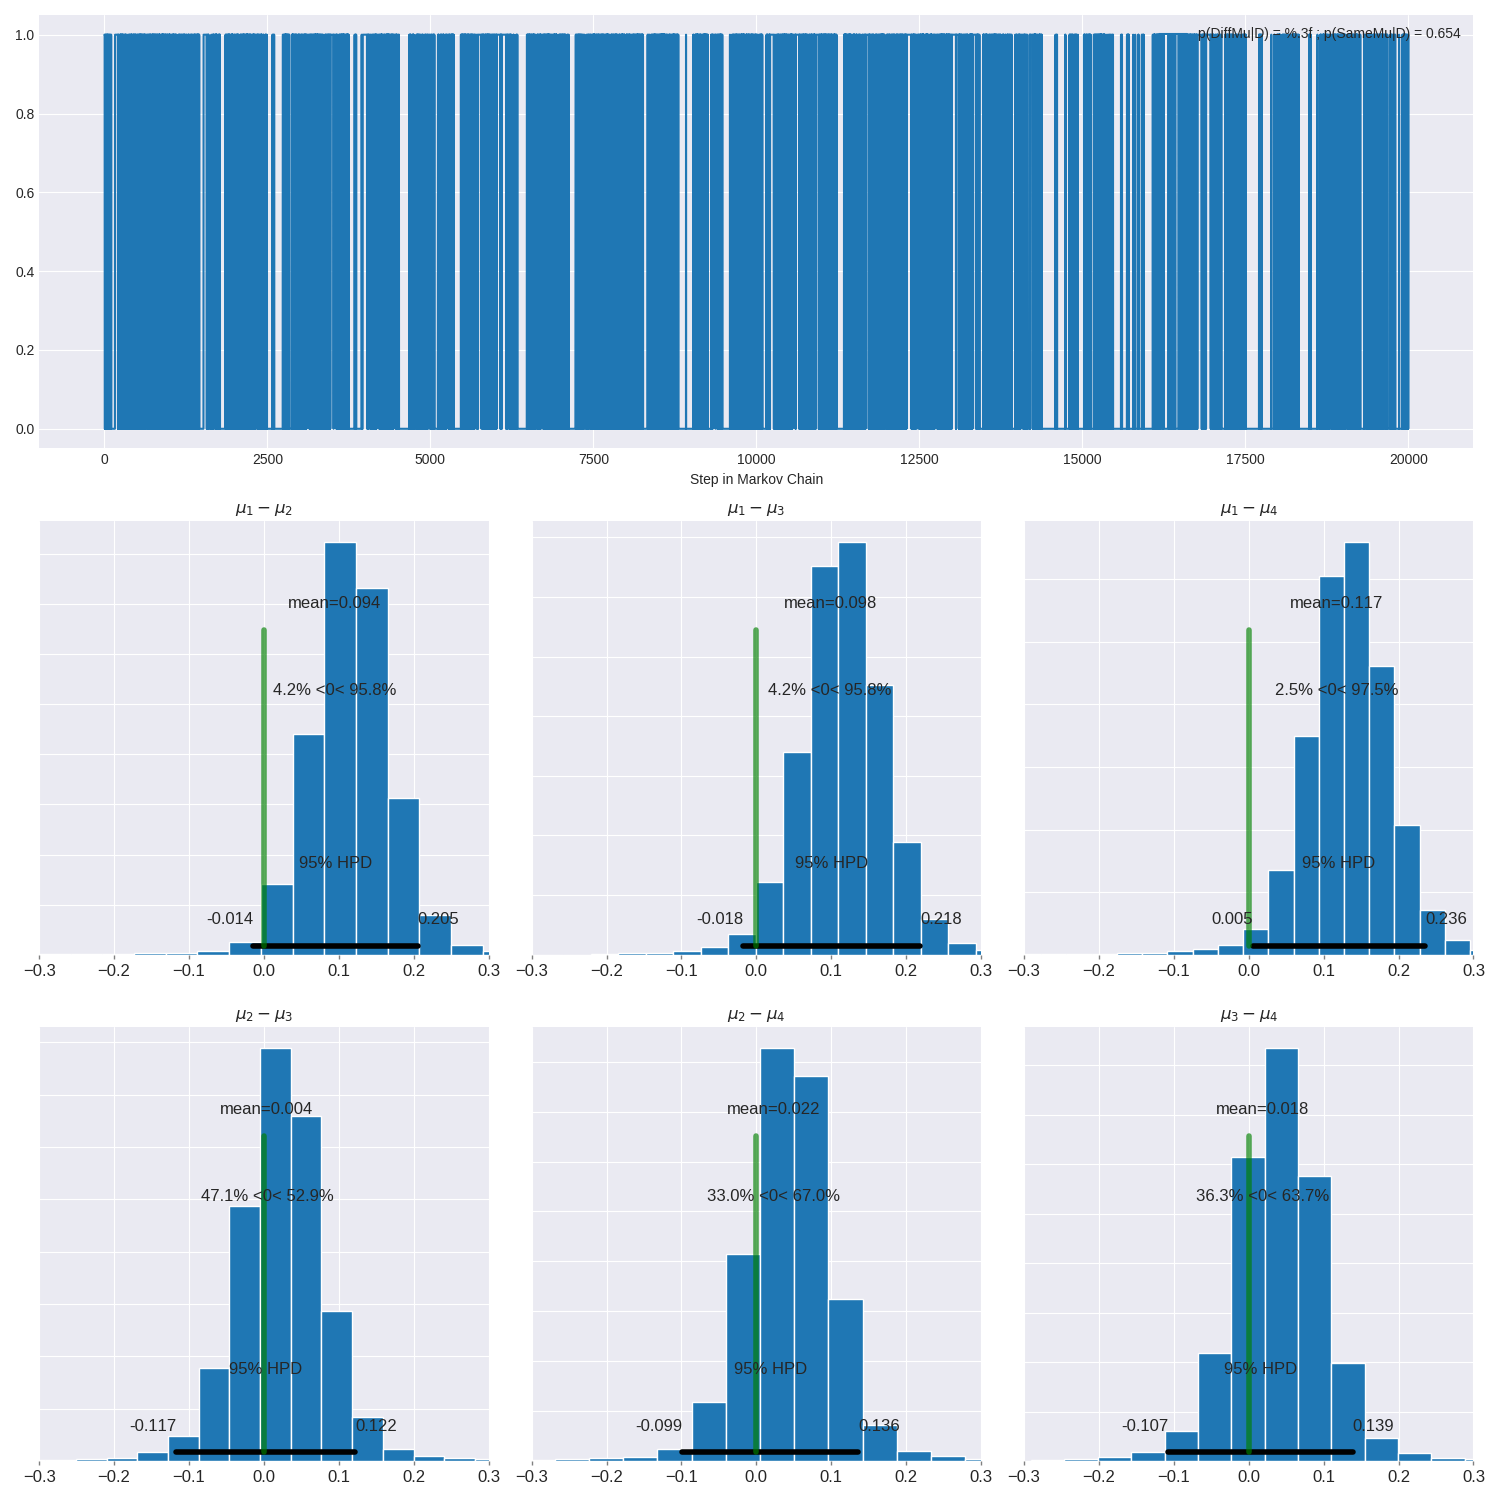 p(DiffMu|D) = %.3f ; p(SameMu|D) = 0.654
1.0
0.8
0.6
0.4
0.2
0.0
0 2500 5000 7500 10000 12500 15000 17500 20000
Step in Markov Chain
μ₁ − μ₂
mean=0.094
4.2% <0< 95.8%
95% HPD
-0.014 0.205
−0.3 −0.2 −0.1 0.0 0.1 0.2 0.3
μ₁ − μ₃
mean=0.098
4.2% <0< 95.8%
95% HPD
-0.018 0.218
−0.3 −0.2 −0.1 0.0 0.1 0.2 0.3
μ₁ − μ₄
mean=0.117
2.5% <0< 97.5%
95% HPD
0.005 0.236
−0.3 −0.2 −0.1 0.0 0.1 0.2 0.3
μ₂ − μ₃
mean=0.004
47.1% <0< 52.9%
95% HPD
-0.117 0.122
−0.3 −0.2 −0.1 0.0 0.1 0.2 0.3
μ₂ − μ₄
mean=0.022
33.0% <0< 67.0%
95% HPD
-0.099 0.136
−0.3 −0.2 −0.1 0.0 0.1 0.2 0.3
μ₃ − μ₄
mean=0.018
36.3% <0< 63.7%
95% HPD
-0.107 0.139
−0.3 −0.2 −0.1 0.0 0.1 0.2 0.3